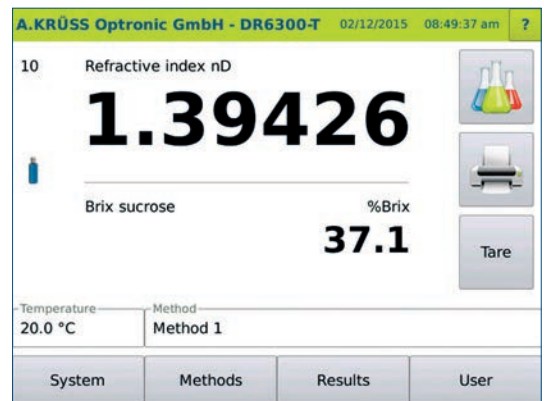 A.KRÜSS Optronic GmbH - DR6300-T 02/12/2015 08:49:37 am ?
10 Refractive index nD
1.39426
Brix sucrose %Brix
37.1
Tare
Temperature Method
20.0 °C Method 1
System Methods Results User